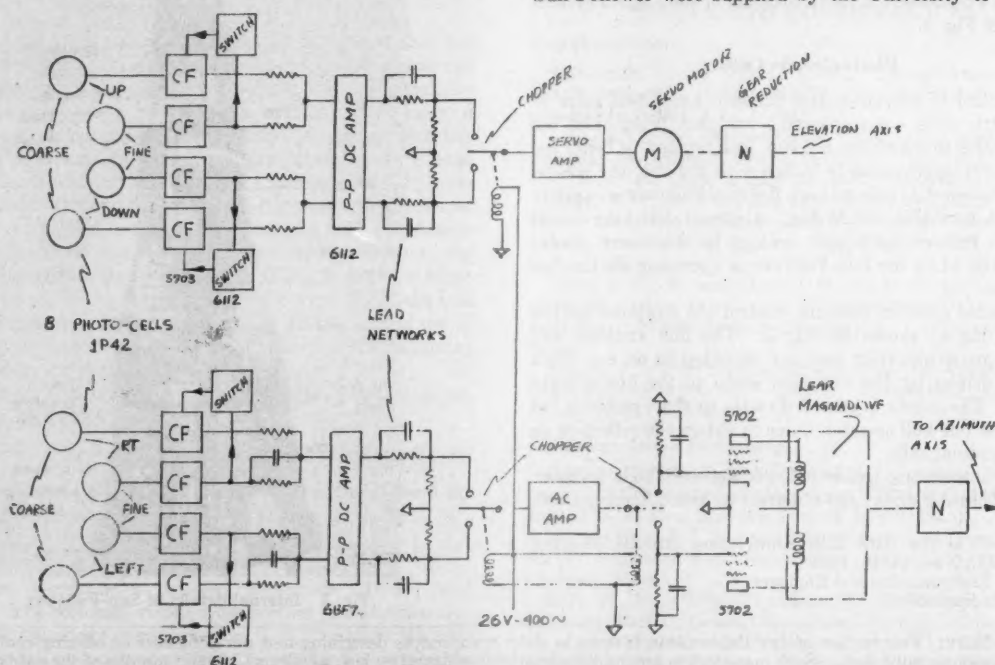 SWITCH
CF
UP
CF
COARSE
FINE
CF
DOWN
CF
5703
SWITCH
6112
P-P DC AMP
6112
LEAD
NETWORKS
CHOPPER
SERVO
AMP
SERVO MOTOR
M
GEAR
REDUCTION
N
ELEVATION AXIS
8 PHOTO-CELLS
1P42
SWITCH
CF
RT
CF
COARSE
FINE
CF
LEFT
CF
5703
SWITCH
6112
P-P DC AMP
6BF7
CHOPPER
AC
AMP
26V-400~
5702
5702
LEAR
MAGNADRIVE
N
TO AZIMUTH
AXIS